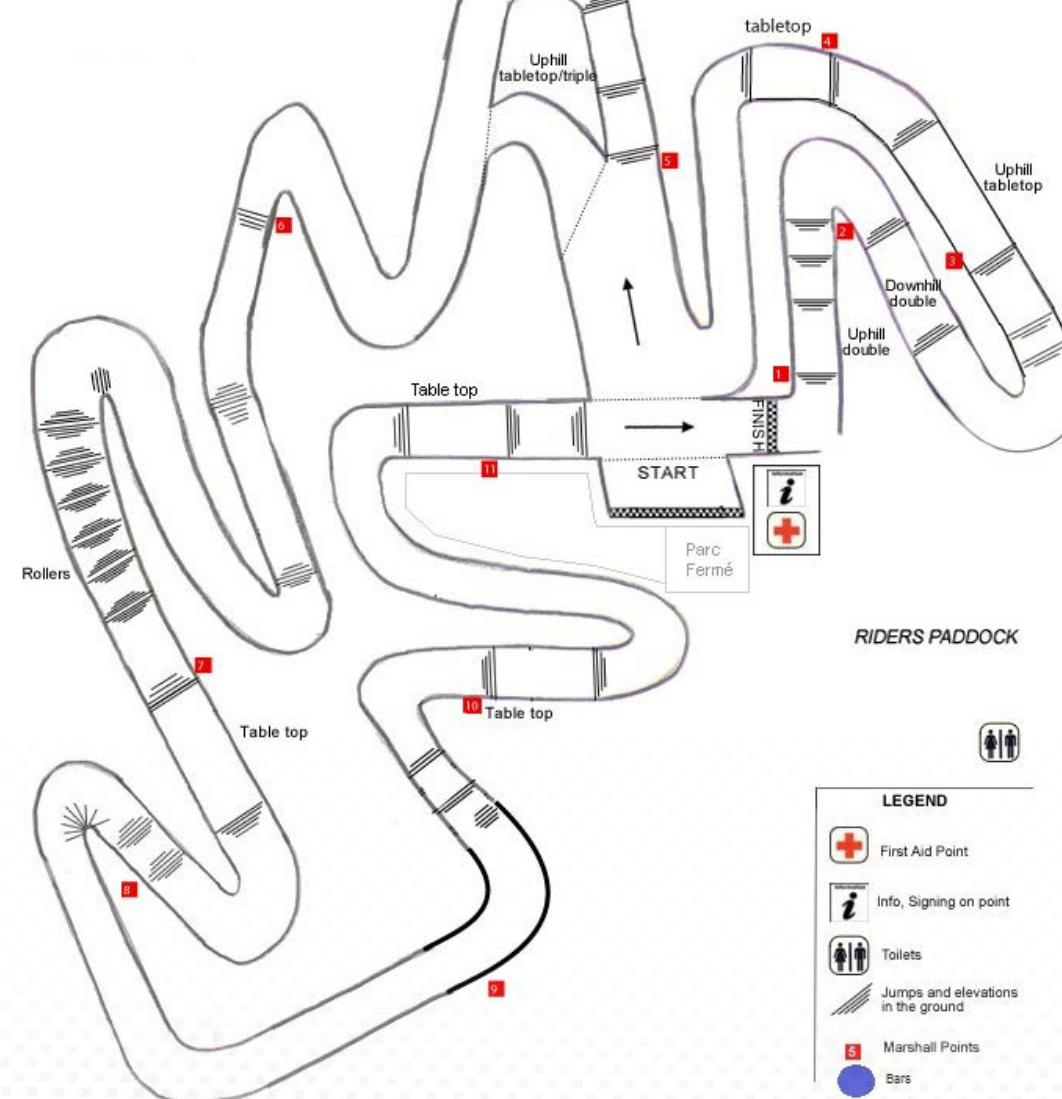 tabletop
4
Uphill
tabletop/triple
5
Uphill
tabletop
6
2
3
Downhill
double
Uphill
double
1
Table top
FINISH
11
START
Information
i
Parc
Fermé
Rollers
RIDERS PADDOCK
7
10
Table top
Table top
LEGEND
First Aid Point
8
Information
i
Info, Signing on point
Toilets
9
Jumps and elevations
in the ground
5
Marshall Points
Bars